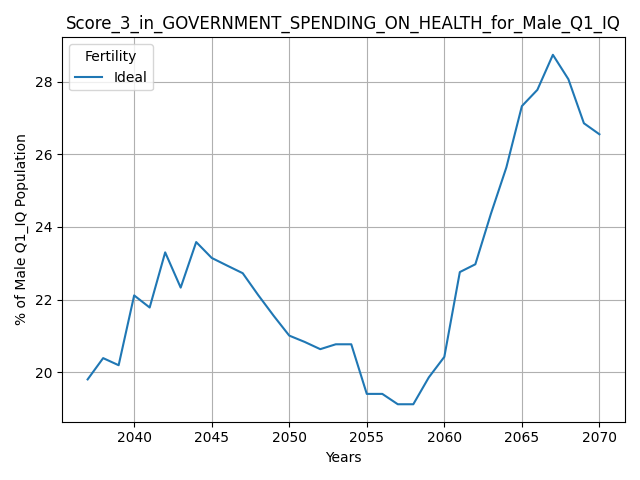 Score_3_in_GOVERNMENT_SPENDING_ON_HEALTH_for_Male_Q1_IQ
Fertility
Ideal
% of Male Q1_IQ Population
28
26
24
22
20
2040 2045 2050 2055 2060 2065 2070
Years